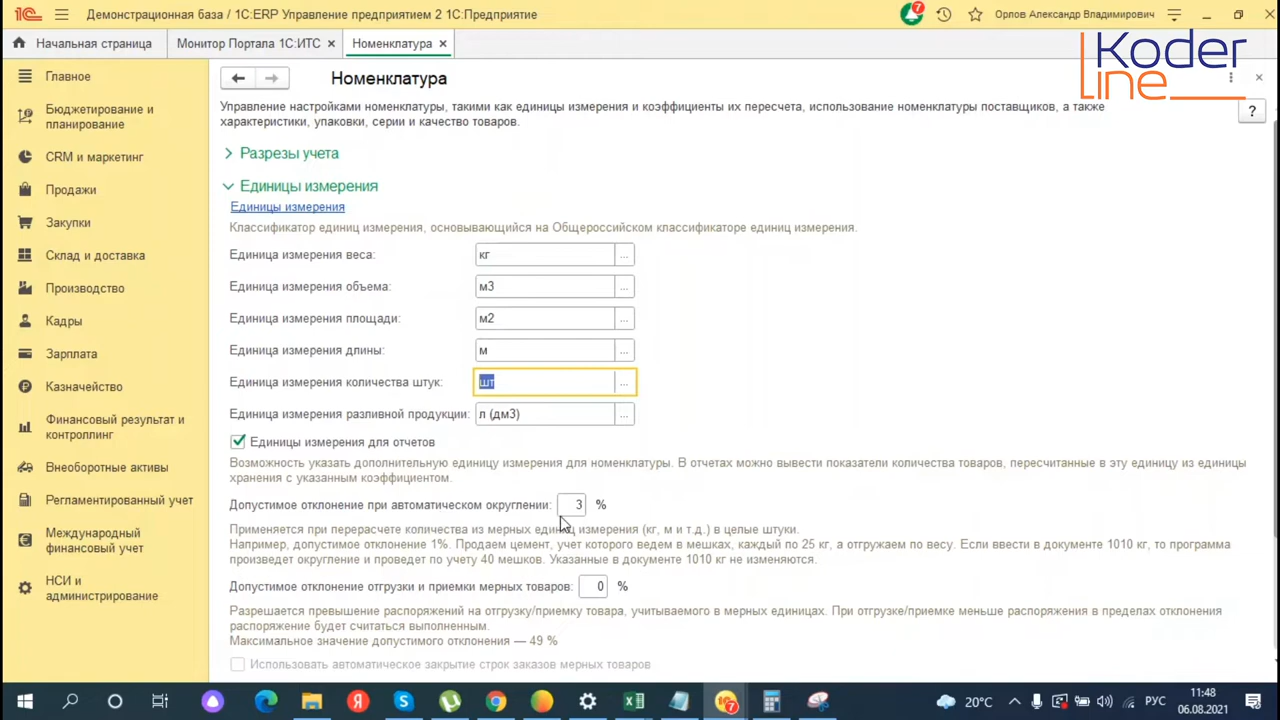 Демонстрационная база / 1С:ERP Управление предприятием 2 1С:Предприятие
7
Орлов Александр Владимирович
Начальная страница
Монитор Портала 1С:ИТС
Номенклатура
Koder
line
Главное
Бюджетирование и
планирование
CRM и маркетинг
Продажи
Закупки
Склад и доставка
Производство
Кадры
Зарплата
Казначейство
Финансовый результат и
контроллинг
Внеоборотные активы
Регламентированный учет
Международный
финансовый учет
НСИ и
администрирование
Номенклатура
Управление настройками номенклатуры, такими как единицы измерения и коэффициенты их пересчета, использование номенклатуры поставщиков, а также
характеристики, упаковки, серии и качество товаров.
?
Разрезы учета
Единицы измерения
Единицы измерения
Классификатор единиц измерения, основывающийся на Общероссийском классификаторе единиц измерения.
Единица измерения веса: кг ...
Единица измерения объема: м3 ...
Единица измерения площади: м2 ...
Единица измерения длины: м ...
Единица измерения количества штук: шт ...
Единица измерения разливной продукции: л (дм3) ...
Единицы измерения для отчетов
Возможность указать дополнительную единицу измерения для номенклатуры. В отчетах можно вывести показатели количества товаров, пересчитанные в эту единицу из единицы
хранения с указанным коэффициентом.
Допустимое отклонение при автоматическом округлении: 3 %
Применяется при перерасчете количества из мерных единиц измерения (кг, м и т.д.) в целые штуки.
Например, допустимое отклонение 1%. Продаем цемент, учет которого ведем в мешках, каждый по 25 кг, а отгружаем по весу. Если ввести в документе 1010 кг, то программа
произведет округление и проведет по учету 40 мешков. Указанные в документе 1010 кг не изменяются.
Допустимое отклонение отгрузки и приемки мерных товаров: 0 %
Разрешается превышение распоряжений на отгрузку/приемку товара, учитываемого в мерных единицах. При отгрузке/приемке меньше распоряжения в пределах отклонения
распоряжение будет считаться выполненным.
Максимальное значение допустимого отклонения — 49 %
Использовать автоматическое закрытие строк заказов мерных товаров
7
20°C
РУС
11:48
06.08.2021